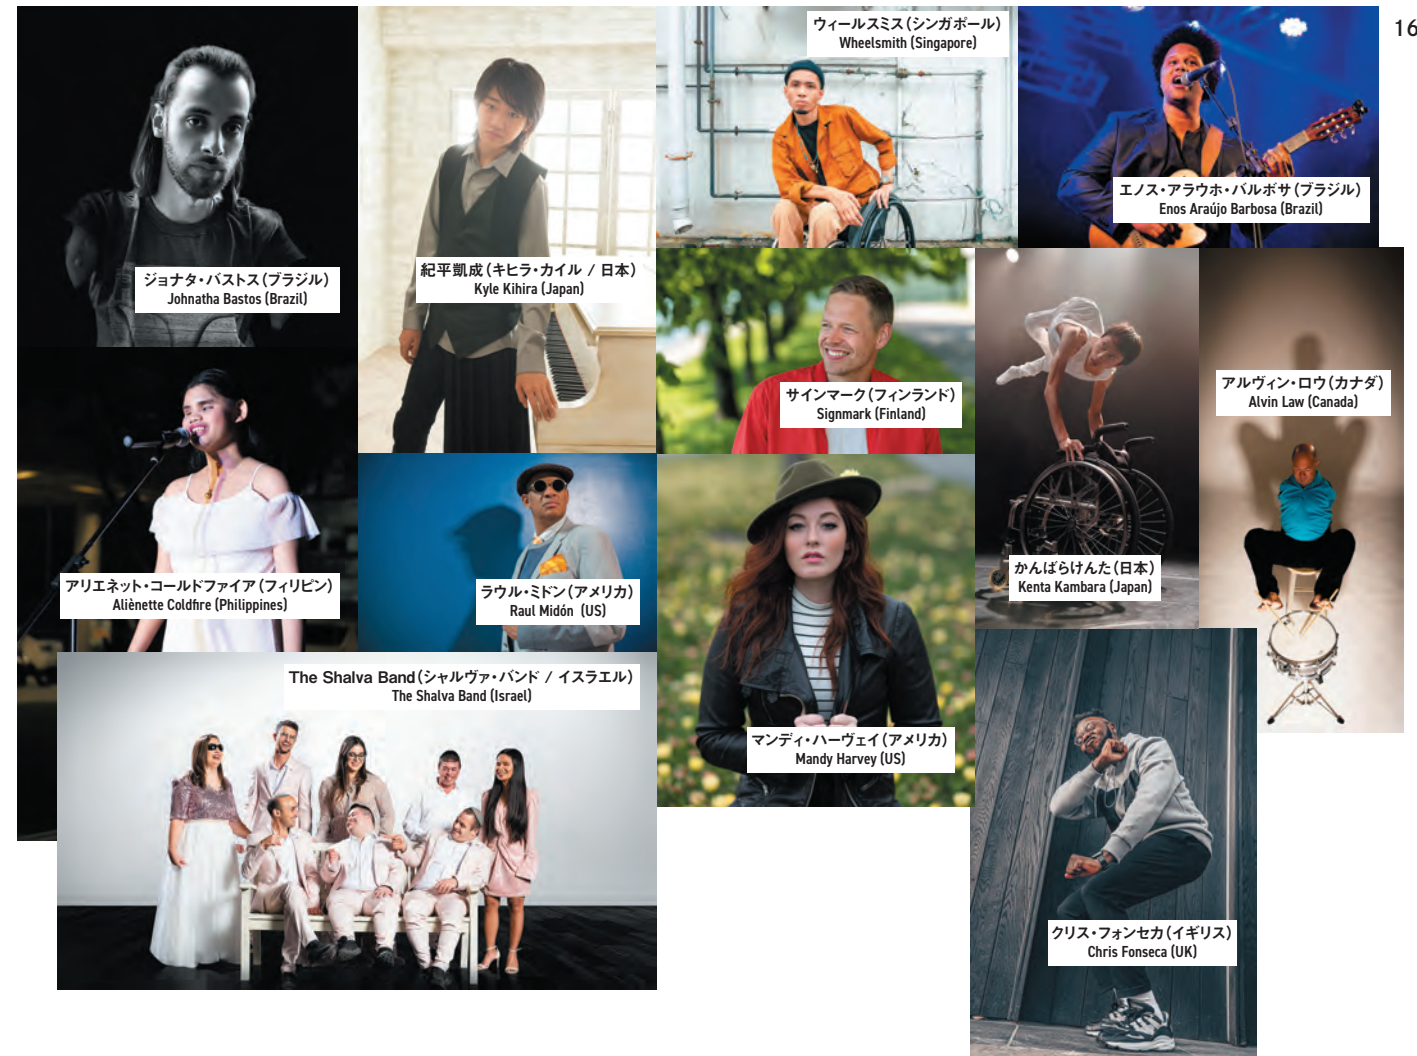 16
ウィールスミス（シンガポール）
Wheelsmith (Singapore)
エノス・アラウホ・バルボサ（ブラジル）
Enos Araújo Barbosa (Brazil)
ジョナタ・バストス（ブラジル）
Johnatha Bastos (Brazil)
紀平凱成（キヒラ・カイル / 日本）
Kyle Kihira (Japan)
サインマーク（フィンランド）
Signmark (Finland)
アルヴィン・ロウ（カナダ）
Alvin Law (Canada)
アリエネット・コールドファイア（フィリピン）
Aliènette Coldfire (Philippines)
ラウル・ミドン（アメリカ）
Raul Midón (US)
かんばらけんた（日本）
Kenta Kambara (Japan)
The Shalva Band（シャルヴァ・バンド / イスラエル）
The Shalva Band (Israel)
マンディ・ハーヴェイ（アメリカ）
Mandy Harvey (US)
クリス・フォンセカ（イギリス）
Chris Fonseca (UK)